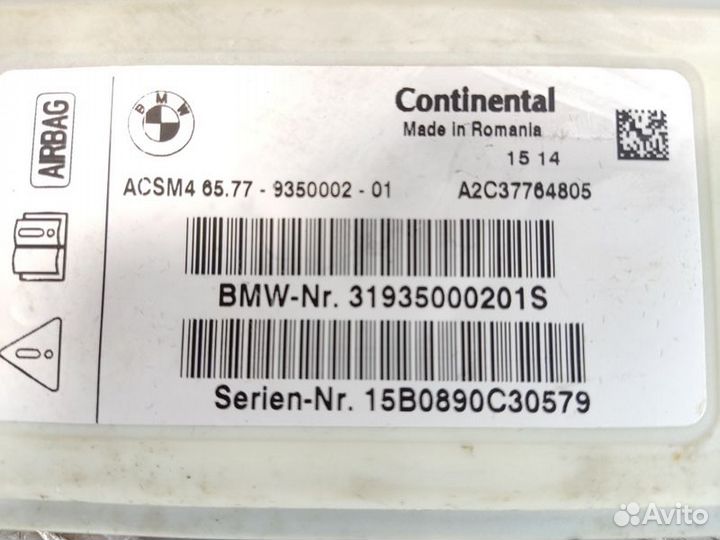 AIRBAG
BMW
Continental
Made in Romania
15 14
ACSM4 65.77 - 9350002 - 01 A2C37764805
BMW-Nr. 31935000201S
Serien-Nr. 15B0890C30579
Avito